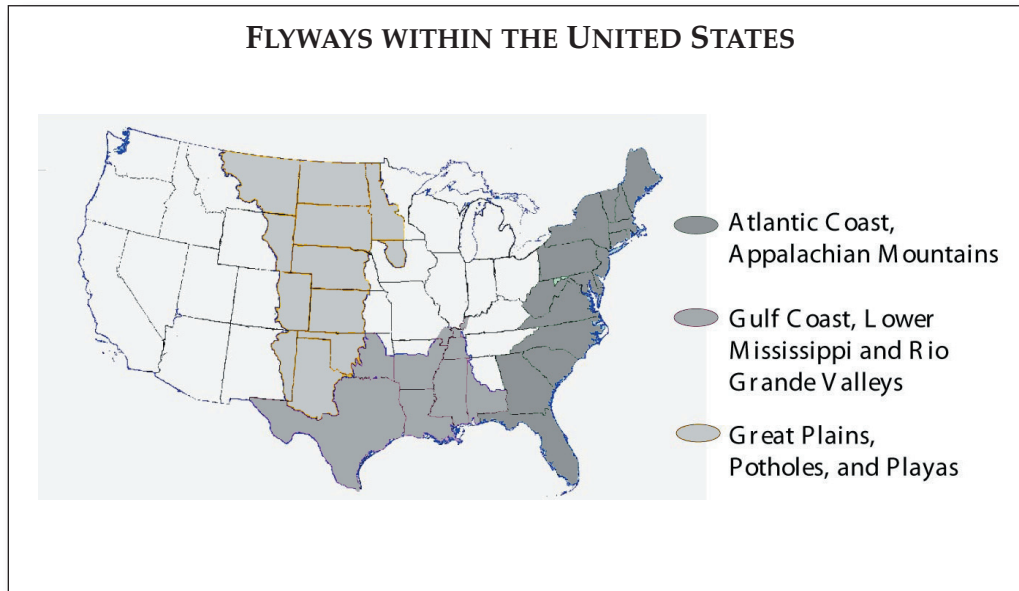 FLYWAYS WITHIN THE UNITED STATES
Atlantic Coast,
Appalachian Mountains
Gulf Coast, Lower
Mississippi and Rio
Grande Valleys
Great Plains,
Potholes, and Playas